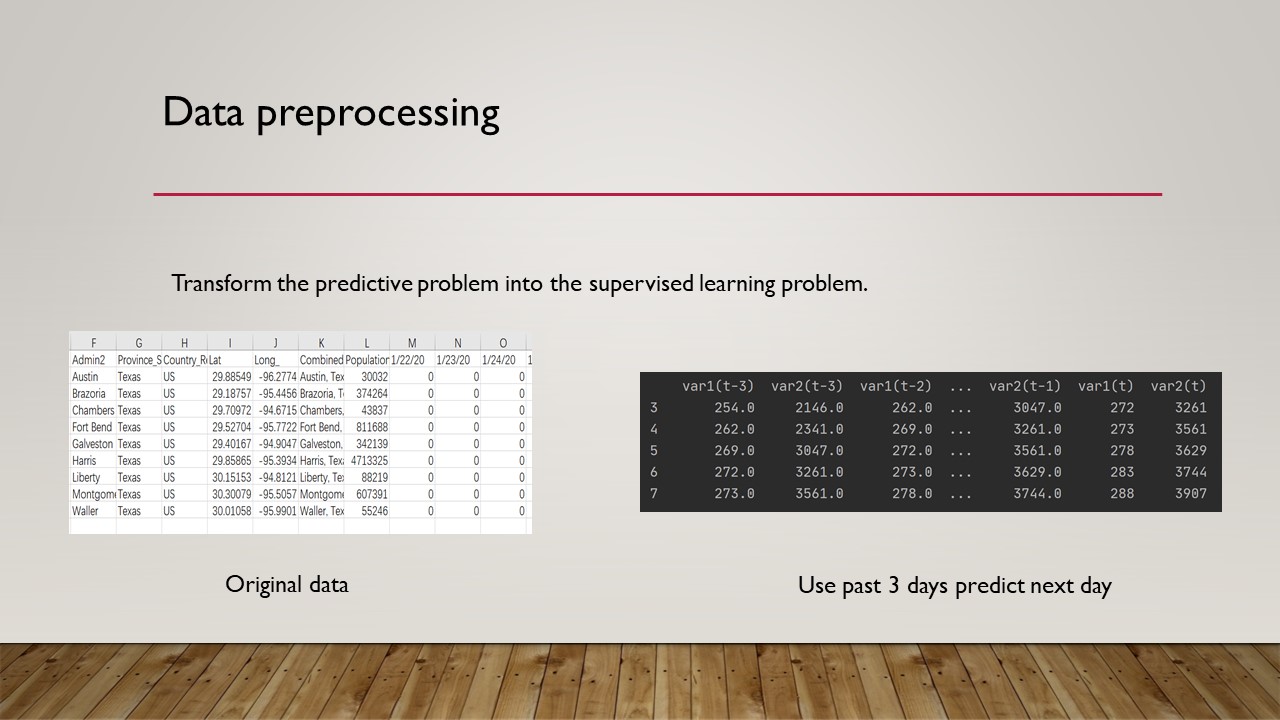 Data preprocessing
Transform the predictive problem into the supervised learning problem.
F G H I J K L M N O
Admin2 Province_S Country_Re Lat Long_ Combined Population 1/22/20 1/23/20 1/24/20 1
Austin Texas US 29.88549 -96.2774 Austin, Tex 30032 0 0 0
Brazoria Texas US 29.18757 -95.4456 Brazoria, T 374264 0 0 0
Chambers Texas US 29.70972 -94.6715 Chambers, 43837 0 0 0
Fort Bend Texas US 29.52704 -95.7722 Fort Bend, 811688 0 0 0
Galveston Texas US 29.40167 -94.9047 Galveston, 342139 0 0 0
Harris Texas US 29.85865 -95.3934 Harris, Tex 4713325 0 0 0
Liberty Texas US 30.15153 -94.8121 Liberty, Te 88219 0 0 0
Montgome Texas US 30.30079 -95.5057 Montgome 607391 0 0 0
Waller Texas US 30.01058 -95.9901 Waller, Tex 55246 0 0 0
Original data
var1(t-3) var2(t-3) var1(t-2) ... var2(t-1) var1(t) var2(t)
3 254.0 2146.0 262.0 ... 3047.0 272 3261
4 262.0 2341.0 269.0 ... 3261.0 273 3561
5 269.0 3047.0 272.0 ... 3561.0 278 3629
6 272.0 3261.0 273.0 ... 3629.0 283 3744
7 273.0 3561.0 278.0 ... 3744.0 288 3907
Use past 3 days predict next day